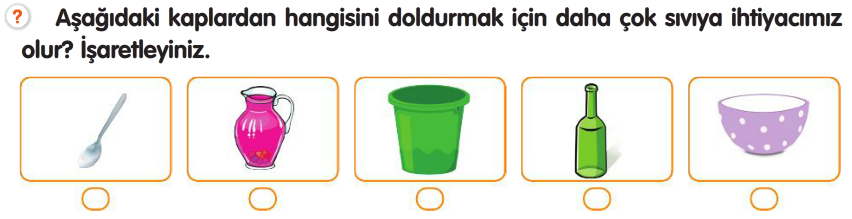 ? Aşağıdaki kaplardan hangisini doldurmak için daha çok sıvıya ihtiyacımız
olur? İşaretleyiniz.